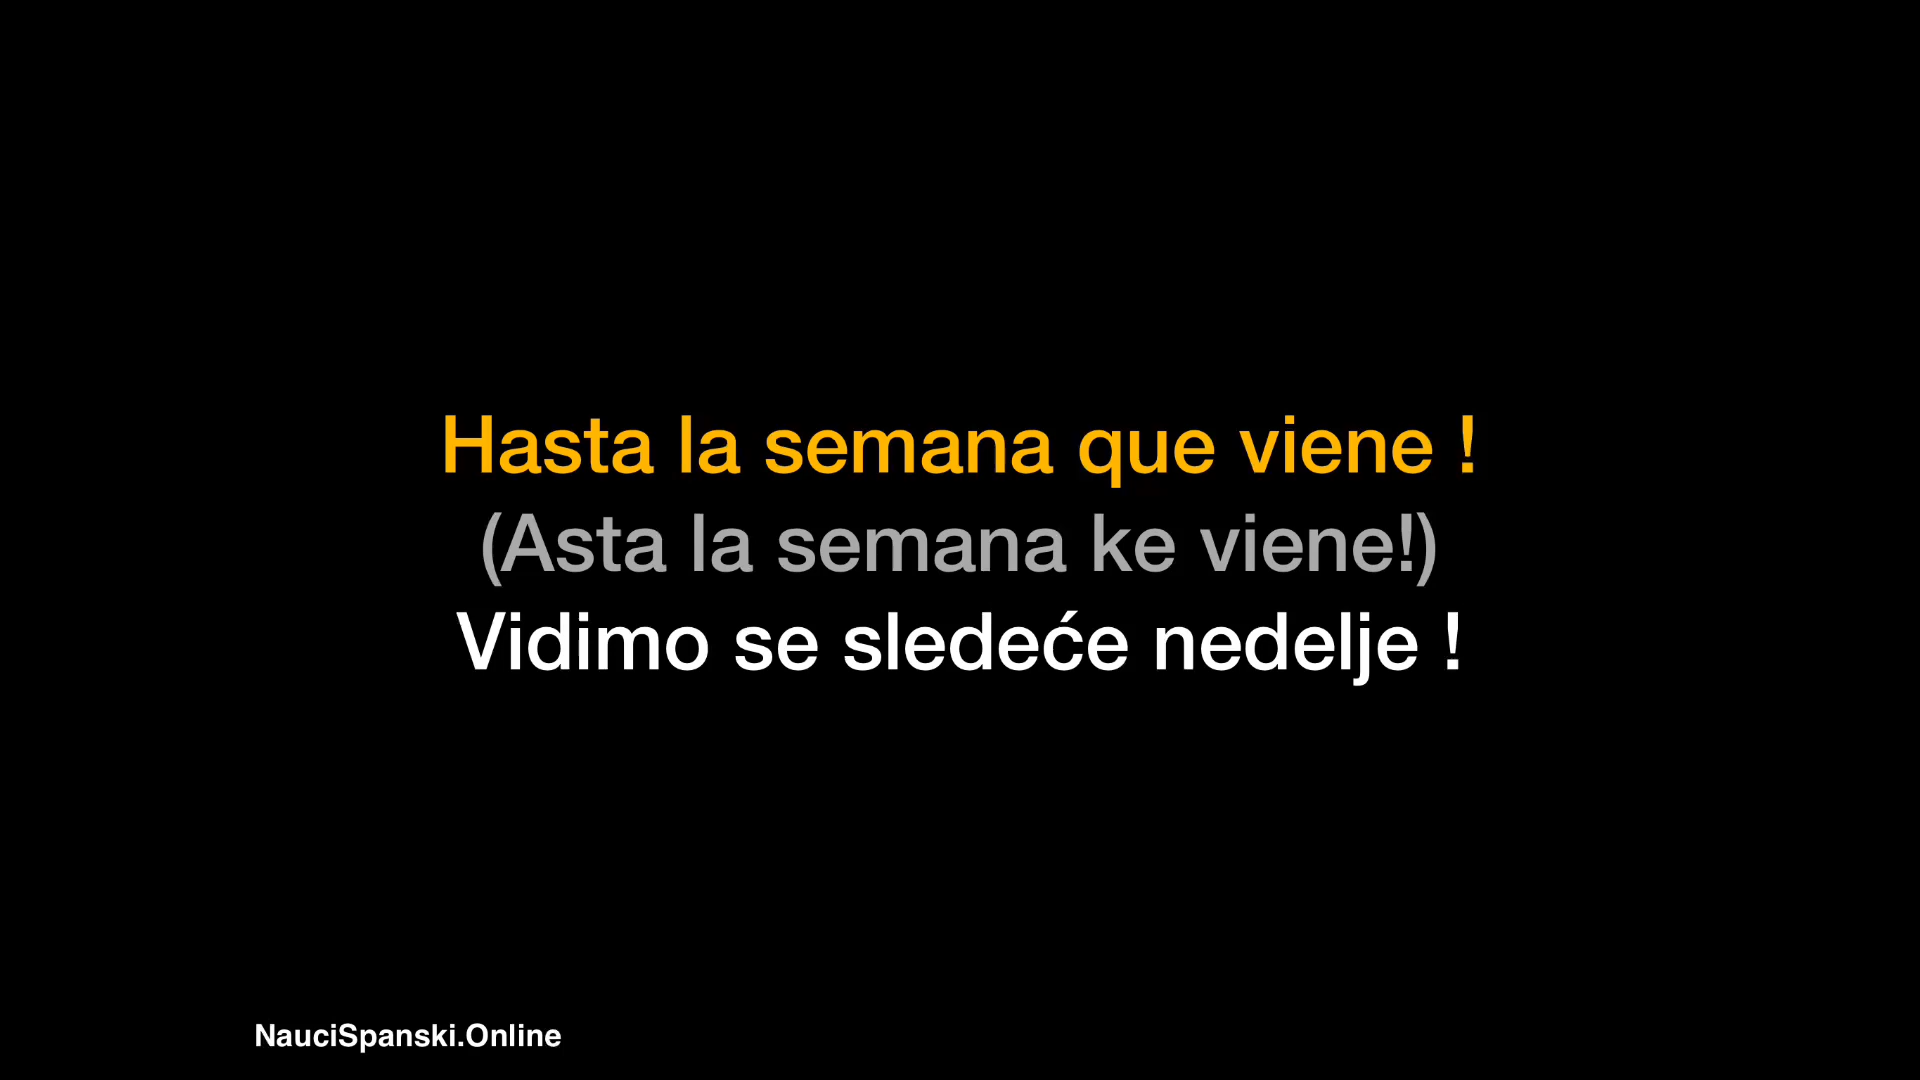 Hasta la semana que viene !
(Asta la semana ke viene!)
Vidimo se sledeće nedelje !
NauciSpanski.Online